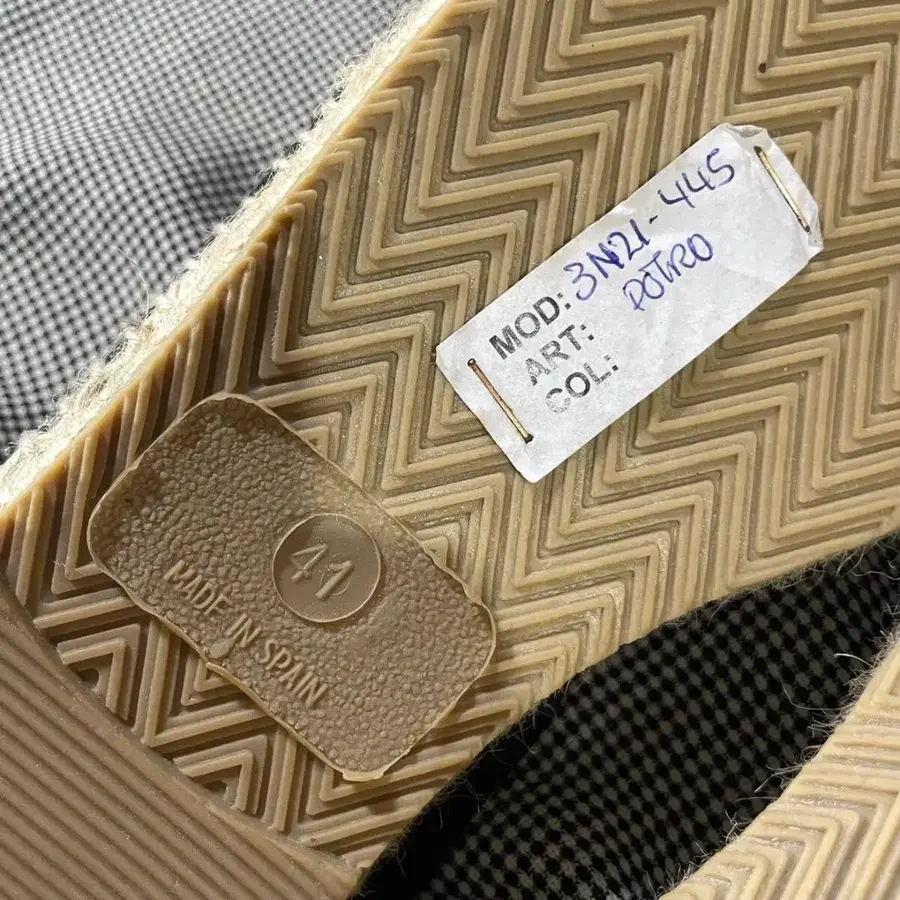 MOD: 3N21-445
ART: POTRO
COL:
41
MADE IN SPAIN